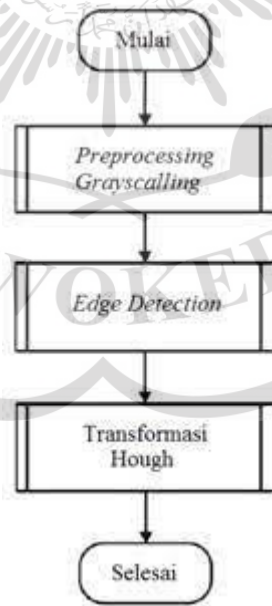 Mulai
Preprocessing
Grayscalling
Edge Detection
Transformasi
Hough
Selesai